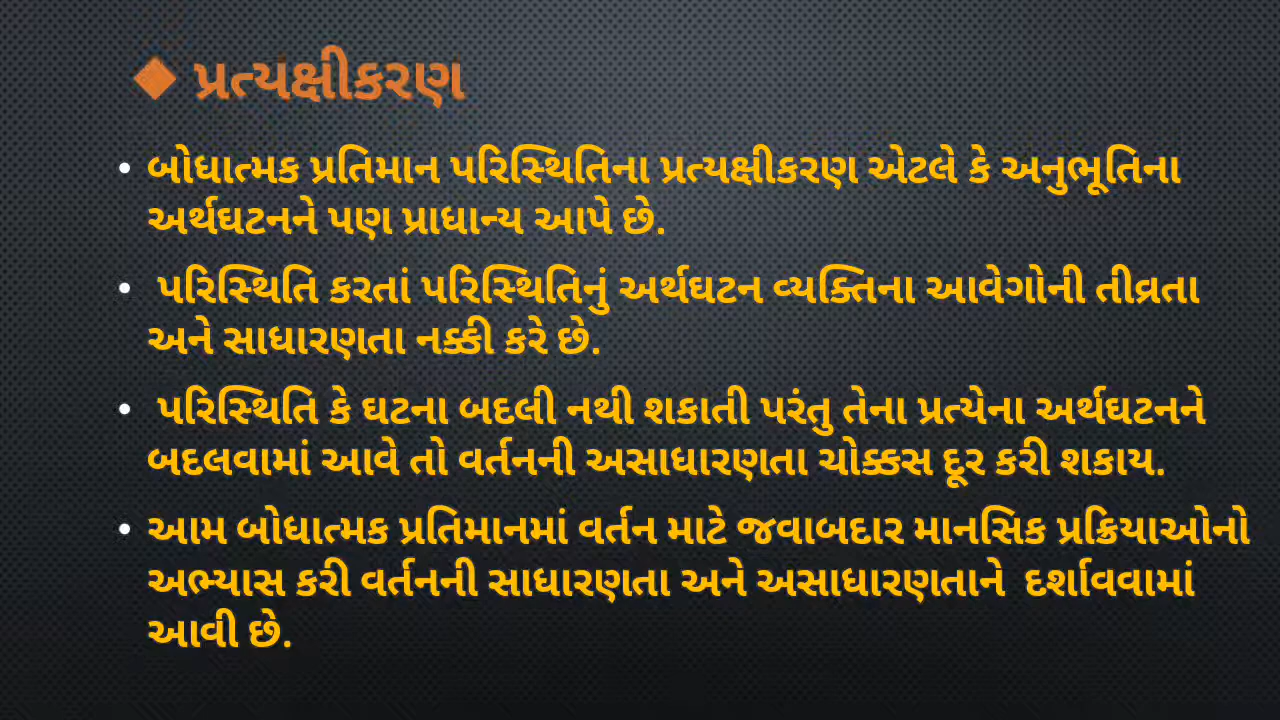 ❖ પ્રત્યક્ષીકરણ
• બોધાત્મક પ્રતિમાન પરિસ્થિતિના પ્રત્યક્ષીકરણ એટલે કે અનુભૂતિના
અર્થઘટનને પણ પ્રાધાન્ય આપે છે.
• પરિસ્થિતિ કરતાં પરિસ્થિતિનું અર્થઘટન વ્યક્તિના આવેગોની તીવ્રતા
અને સાધારણતા નક્કી કરે છે.
• પરિસ્થિતિ કે ઘટના બદલી નથી શકાતી પરંતુ તેના પ્રત્યેના અર્થઘટનને
બદલવામાં આવે તો વર્તનની અસાધારણતા ચોક્કસ દૂર કરી શકાય.
• આમ બોધાત્મક પ્રતિમાનમાં વર્તન માટે જવાબદાર માનસિક પ્રક્રિયાઓનો
અભ્યાસ કરી વર્તનની સાધારણતા અને અસાધારણતાને દર્શાવવામાં
આવી છે.